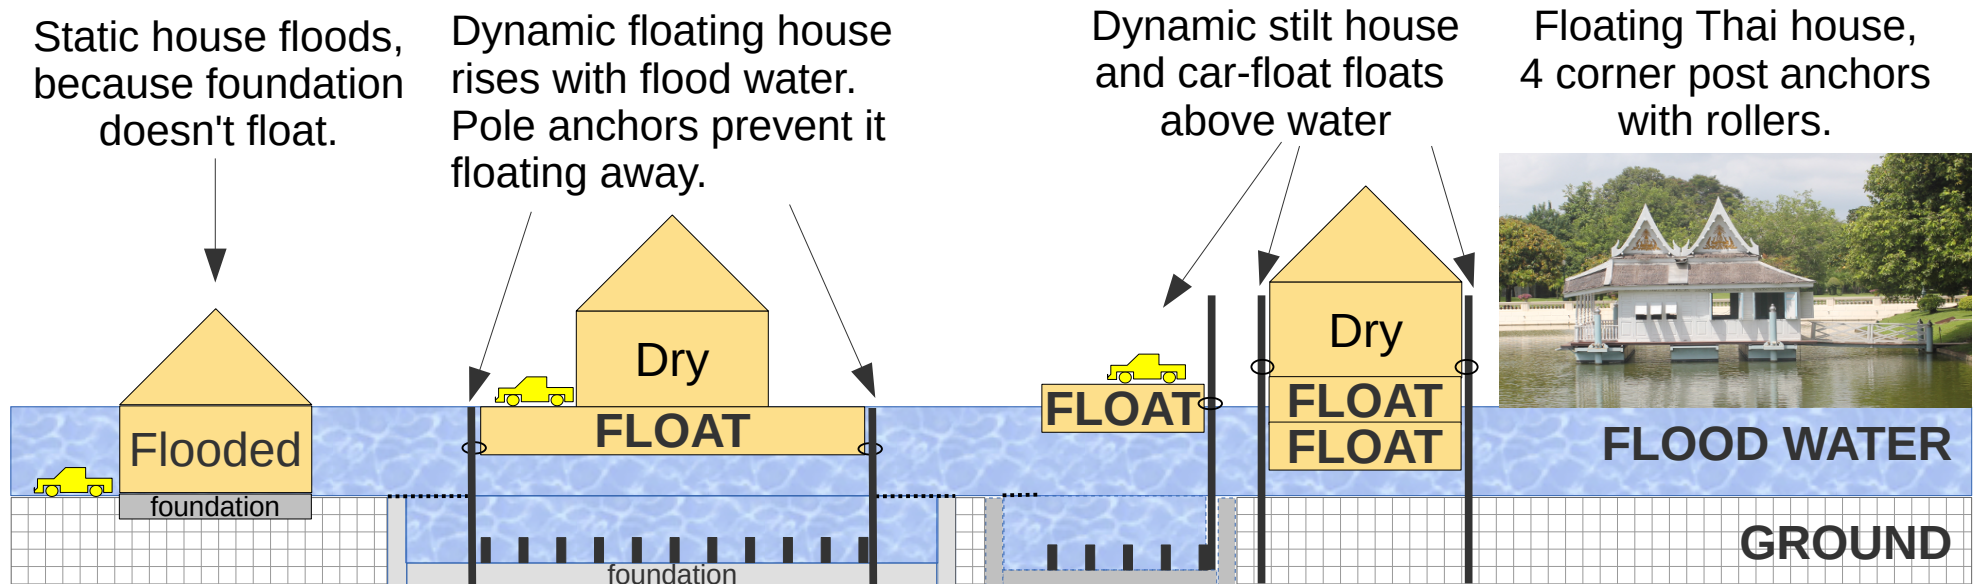 Static house floods,
because foundation
doesn't float.
Dynamic floating house
rises with flood water.
Pole anchors prevent it
floating away.
Dynamic stilt house
and car-float floats
above water
Floating Thai house,
4 corner post anchors
with rollers.
Flooded
foundation
Dry
FLOAT
foundation
FLOAT
Dry
FLOAT
FLOAT
FLOOD WATER
GROUND